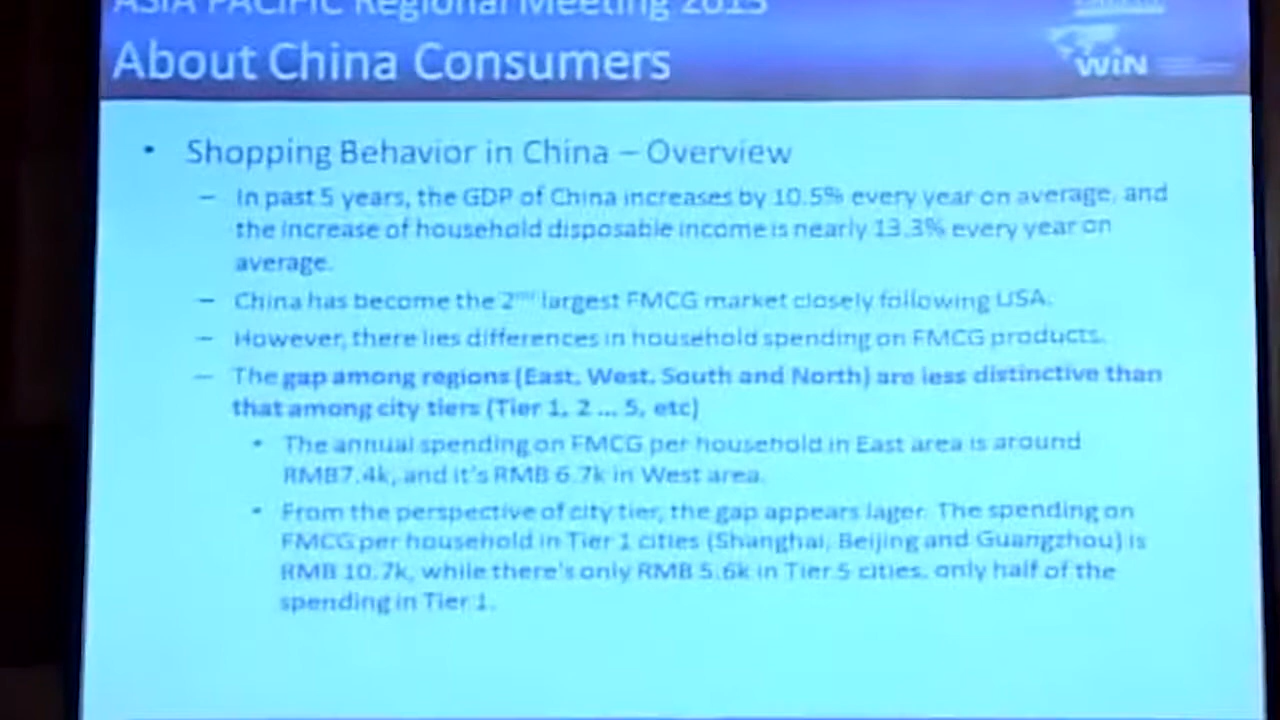 ASIA PACIFIC Regional Meeting 2013
About China Consumers
WiN
• Shopping Behavior in China – Overview
– In past 5 years, the GDP of China increases by 10.5% every year on average, and
the increase of household disposable income is nearly 13.3% every year on
average.
– China has become the 2nd largest FMCG market closely following USA.
– However, there lies differences in household spending on FMCG products.
– The gap among regions (East, West, South and North) are less distinctive than
that among city tiers (Tier 1, 2 ... 5, etc)
• The annual spending on FMCG per household in East area is around
RMB7.4k, and it's RMB 6.7k in West area.
• From the perspective of city tier, the gap appears lager. The spending on
FMCG per household in Tier 1 cities (Shanghai, Beijing and Guangzhou) is
RMB 10.7k, while there's only RMB 5.6k in Tier 5 cities, only half of the
spending in Tier 1.